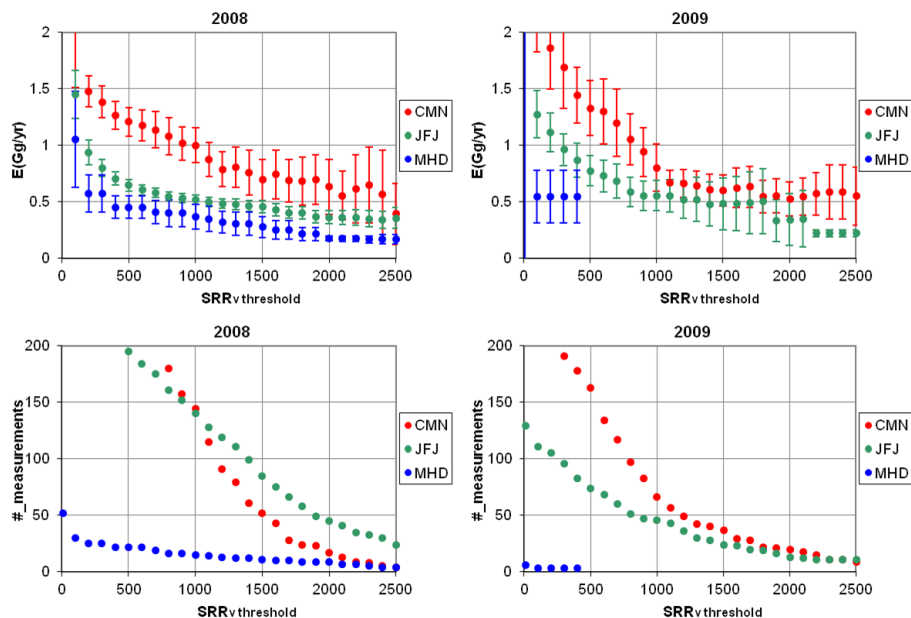 2008
2
1.5
1
0.5
0
E(Gg/yr)
0 500 1000 1500 2000 2500
SRRv threshold
CMN
JFJ
MHD
2009
2
1.5
1
0.5
0
E(Gg/yr)
0 500 1000 1500 2000 2500
SRRv threshold
CMN
JFJ
MHD
2008
200
150
100
50
0
#_measurements
0 500 1000 1500 2000 2500
SRRv threshold
CMN
JFJ
MHD
2009
200
150
100
50
0
#_measurements
0 500 1000 1500 2000 2500
SRRv threshold
CMN
JFJ
MHD